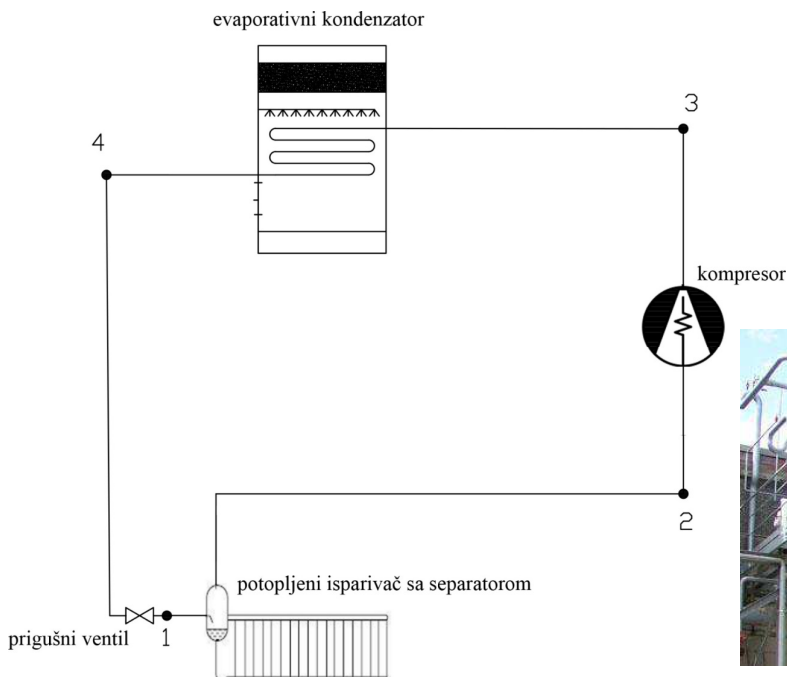 evaporativni kondenzator
3
4
kompresor
2
potopljeni isparivač sa separatorom
prigušni ventil
1